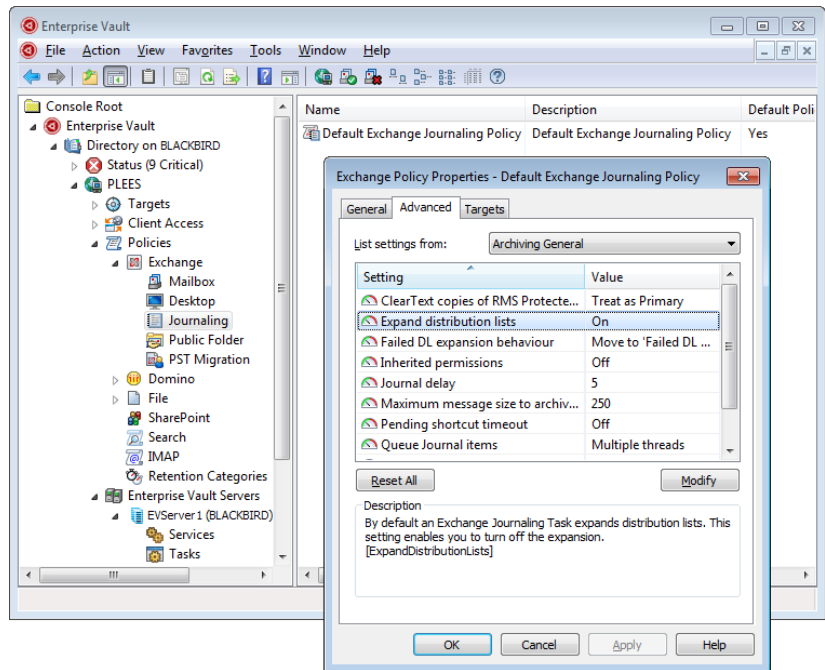 Enterprise Vault
File Action View Favorites Tools Window Help
Console Root
Enterprise Vault
Directory on BLACKBIRD
Status (9 Critical)
PLEES
Targets
Client Access
Policies
Exchange
Mailbox
Desktop
Journaling
Public Folder
PST Migration
Domino
File
SharePoint
Search
IMAP
Retention Categories
Enterprise Vault Servers
EVServer1 (BLACKBIRD)
Services
Tasks
Name Description Default Poli
Default Exchange Journaling Policy Default Exchange Journaling Policy Yes
Exchange Policy Properties - Default Exchange Journaling Policy
General Advanced Targets
List settings from: Archiving General
Setting Value
ClearText copies of RMS Protecte... Treat as Primary
Expand distribution lists On
Failed DL expansion behaviour Move to 'Failed DL ...
Inherited permissions Off
Journal delay 5
Maximum message size to archiv... 250
Pending shortcut timeout Off
Queue Journal items Multiple threads
Reset All Modify
Description
By default an Exchange Journaling Task expands distribution lists. This
setting enables you to turn off the expansion.
[ExpandDistributionLists]
OK Cancel Apply Help